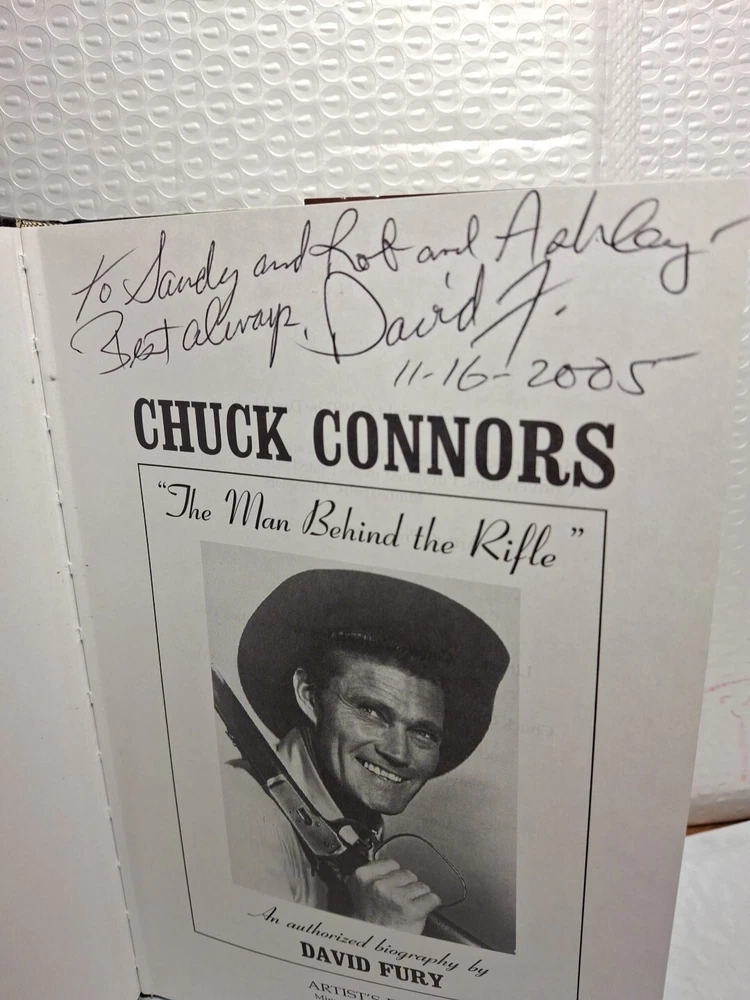 To Sandy and Rob and Ashley -
Best always, David F.
11-16-2005
CHUCK CONNORS
"The Man Behind the Rifle"
An authorized biography by
DAVID FURY
ARTIST'S